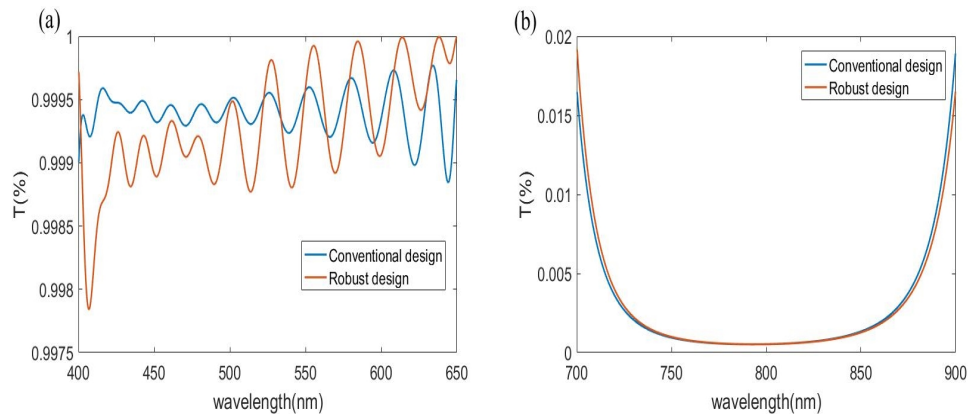 (a)
1
0.9995
0.999
0.9985
0.998
0.9975
T(%)
400 450 500 550 600 650
wavelength(nm)
Conventional design
Robust design
(b)
0.02
0.015
0.01
0.005
0
T(%)
700 750 800 850 900
wavelength(nm)
Conventional design
Robust design